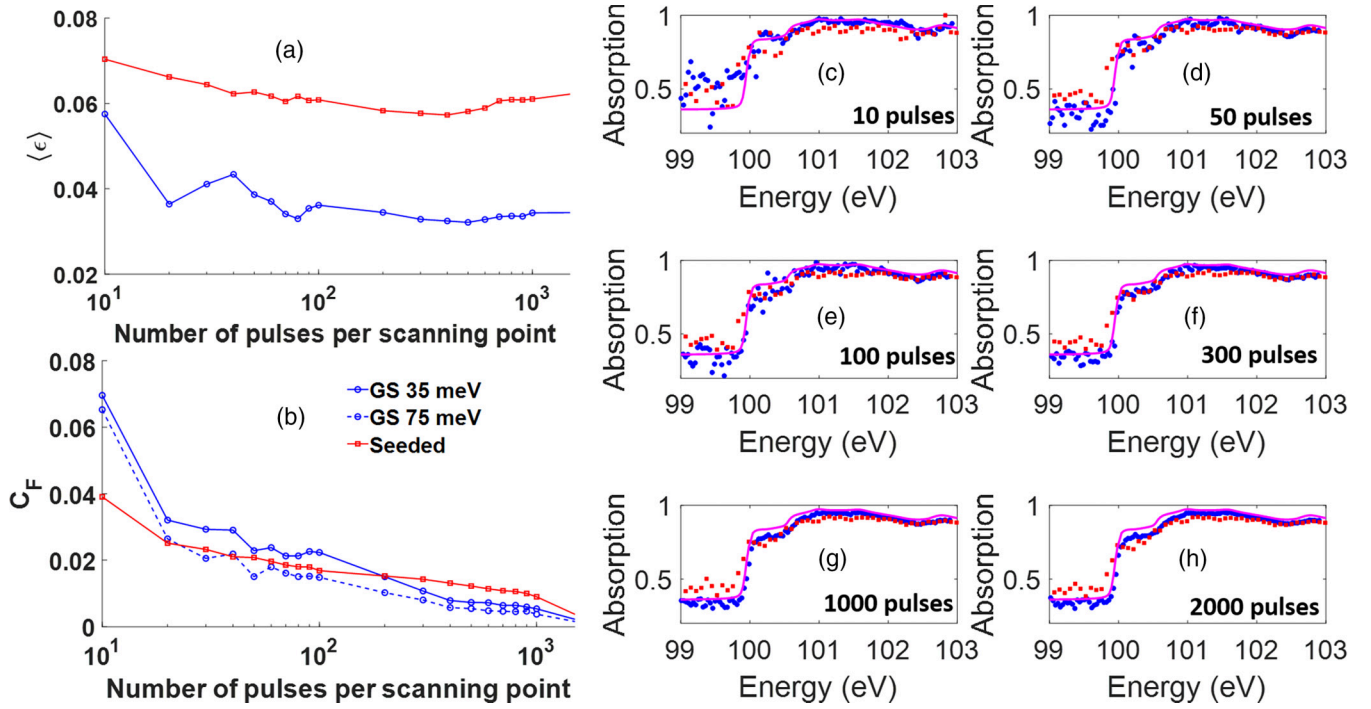 (a)
0.08
0.06
0.04
0.02
⟨ϵ⟩
10¹
10²
10³
Number of pulses per scanning point
(b)
GS 35 meV
GS 75 meV
Seeded
0.08
0.06
0.04
0.02
0
C_F
10¹
10²
10³
Number of pulses per scanning point
Absorption
1
0.5
(c)
10 pulses
99 100 101 102 103
Energy (eV)
Absorption
1
0.5
(d)
50 pulses
99 100 101 102 103
Energy (eV)
Absorption
1
0.5
(e)
100 pulses
99 100 101 102 103
Energy (eV)
Absorption
1
0.5
(f)
300 pulses
99 100 101 102 103
Energy (eV)
Absorption
1
0.5
(g)
1000 pulses
99 100 101 102 103
Energy (eV)
Absorption
1
0.5
(h)
2000 pulses
99 100 101 102 103
Energy (eV)